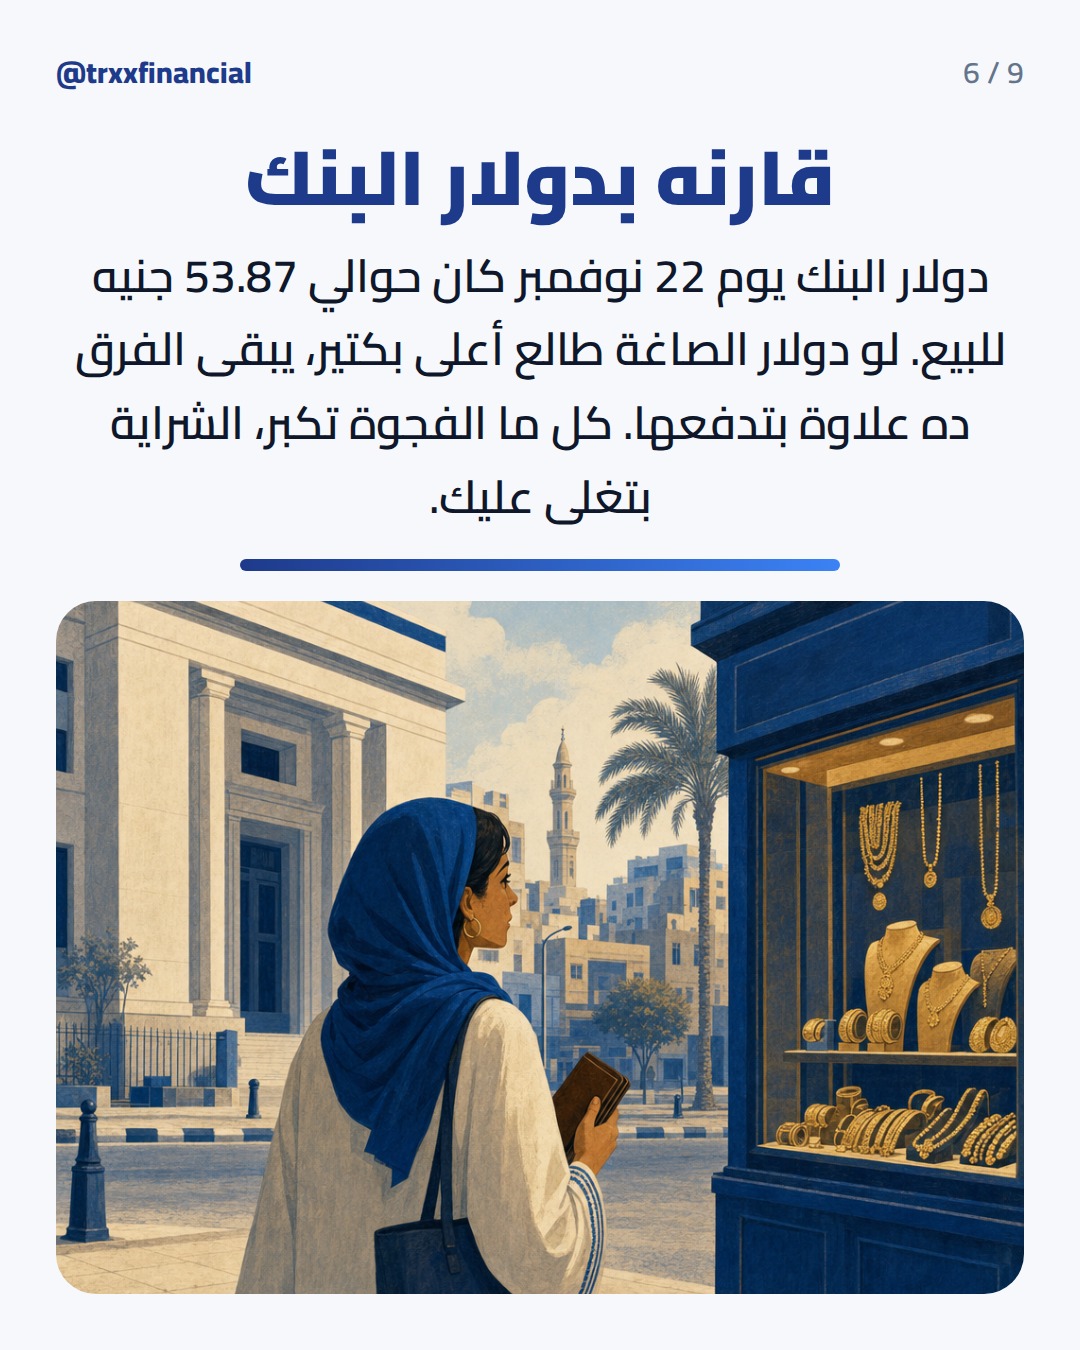 @trxxfinancial
6 / 9
قارنه بدولار البنك
دولار البنك يوم 22 نوفمبر كان حوالي 53.87 جنيه
للبيع. لو دولار الصاغة طالع أعلى بكتير، يبقى الفرق
ده علاوة بتدفعها. كل ما الفجوة تكبر، الشراية
بتغلى عليك.